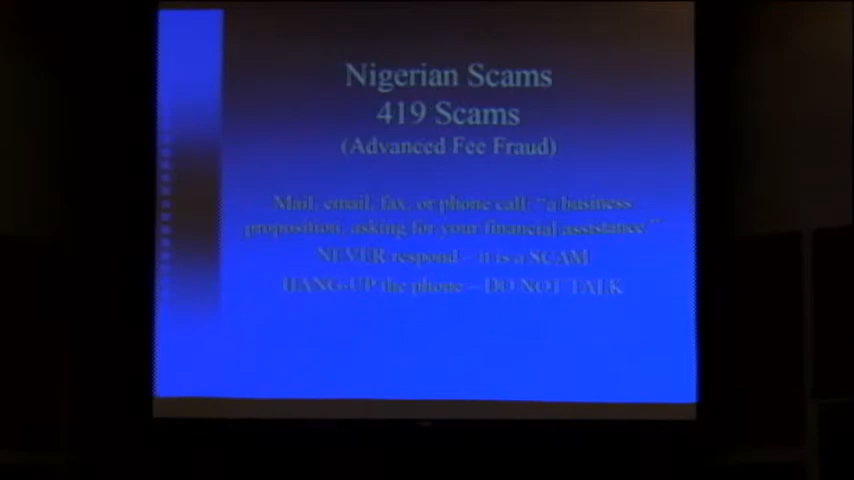 Nigerian Scams
419 Scams
(Advanced Fee Fraud)
Mail, email, fax, or phone call: "a business
proposition, asking for your financial assistance."
NEVER respond – it is a SCAM
HANG-UP the phone – DO NOT TALK